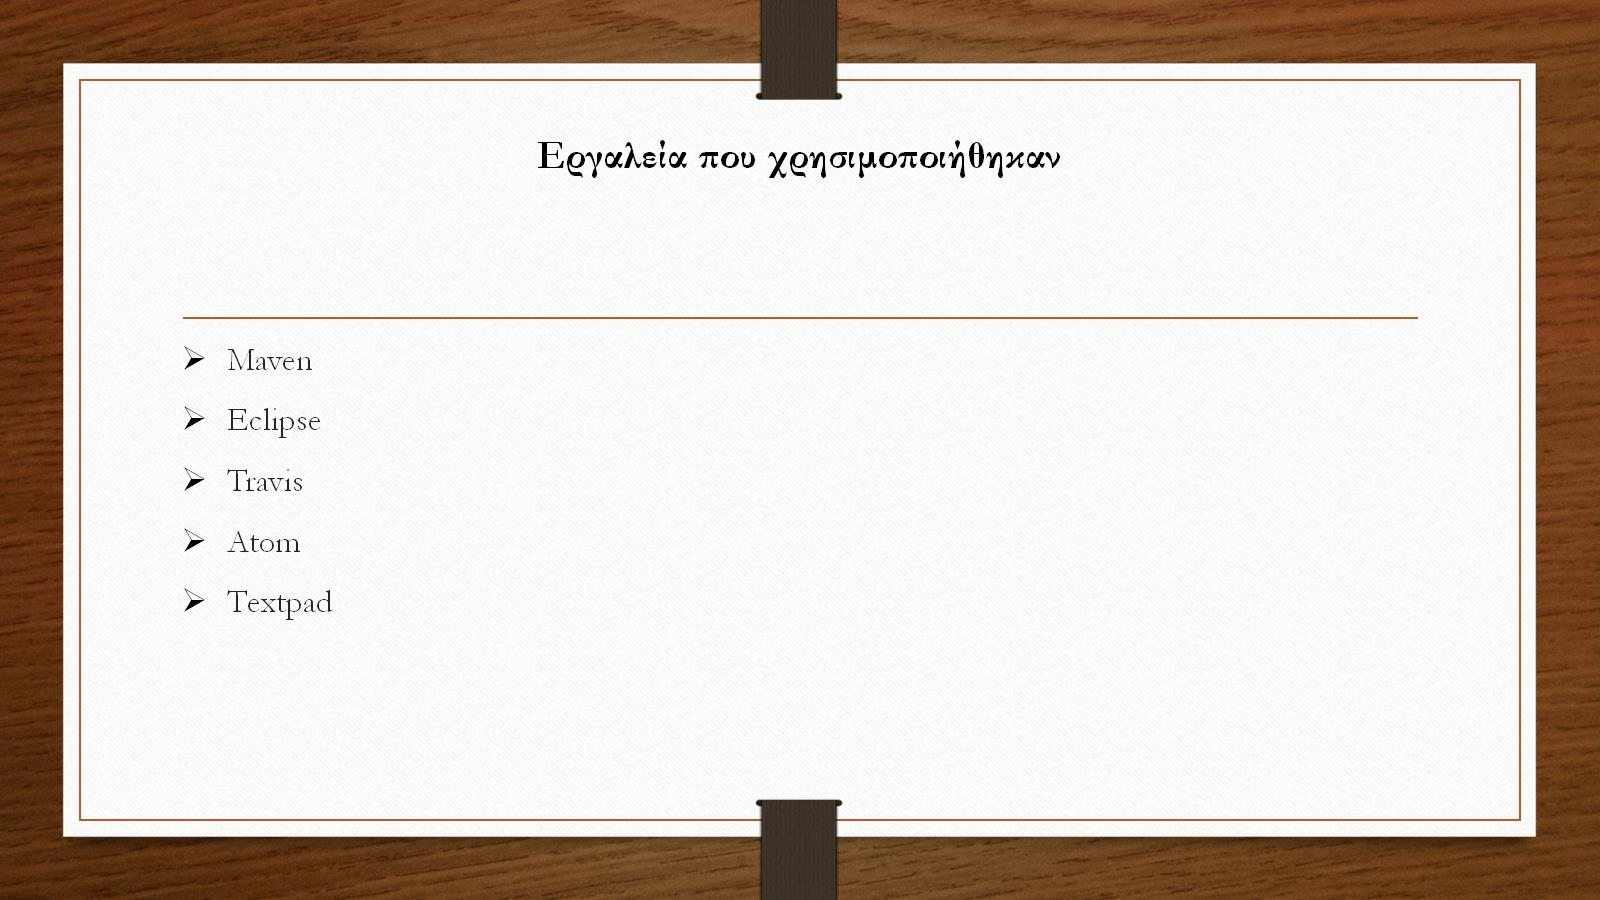 Εργαλεία που χρησιμοποιήθηκαν
➢ Maven
➢ Eclipse
➢ Travis
➢ Atom
➢ Textpad